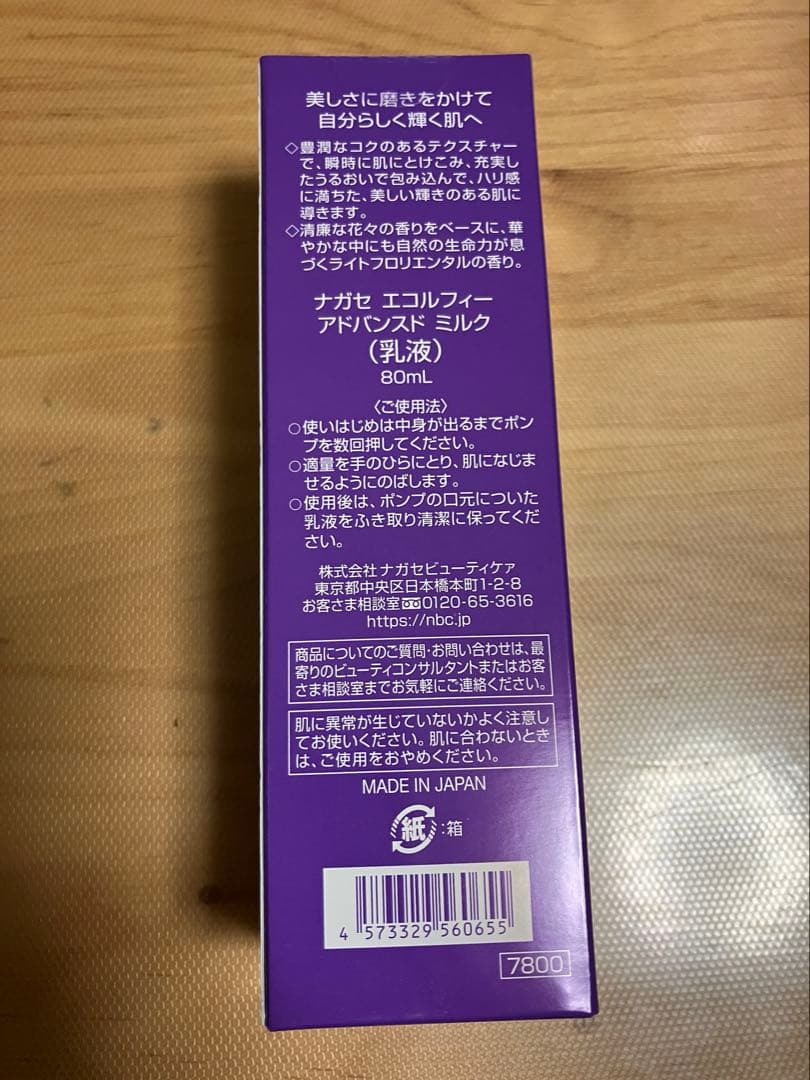 美しさに磨きをかけて
自分らしく輝く肌へ
◇豊潤なコクのあるテクスチャー
で、瞬時に肌にとけこみ、充実し
たうるおいで包み込んで、ハリ感
に満ちた、美しい輝きのある肌に
導きます。
◇清廉な花々の香りをベースに、華
やかな中にも自然の生命力が息
づくライトフロリエンタルの香り。
ナガセ エコルフィー
アドバンスド ミルク
（乳液）
80mL
〈ご使用法〉
○使いはじめは中身が出るまでポン
プを数回押してください。
○適量を手のひらにとり、肌になじま
せるようにのばします。
○使用後は、ポンプの口元についた
乳液をふき取り清潔に保ってくだ
さい。
株式会社 ナガセビューティケァ
東京都中央区日本橋本町1-2-8
お客さま相談室 0120-65-3616
https://nbc.jp
商品についてのご質問・お問い合わせは、最
寄りのビューティコンサルタントまたはお客
さま相談室までお気軽にご連絡ください。
肌に異常が生じていないかよく注意し
てお使いください。肌に合わないとき
は、ご使用をおやめください。
MADE IN JAPAN
紙:箱
4 573329 560655
7800